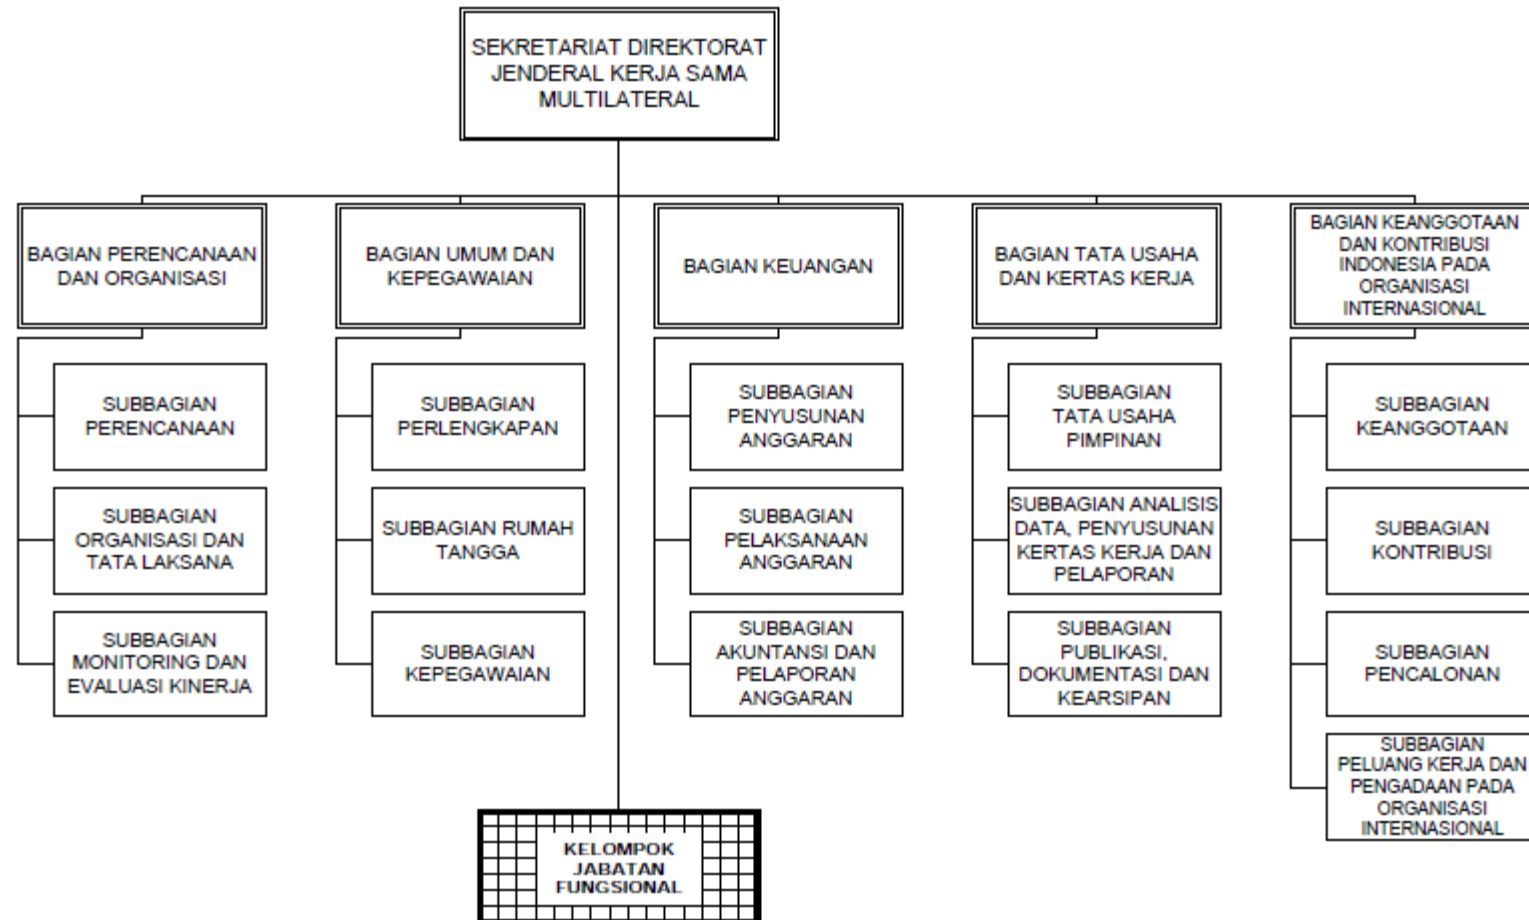 SEKRETARIAT DIREKTORAT
JENDERAL KERJA SAMA
MULTILATERAL
BAGIAN PERENCANAAN
DAN ORGANISASI
BAGIAN UMUM DAN
KEPEGAWAIAN
BAGIAN KEUANGAN
BAGIAN TATA USAHA
DAN KERTAS KERJA
BAGIAN KEANGGOTAAN
DAN KONTRIBUSI
INDONESIA PADA
ORGANISASI
INTERNASIONAL
SUBBAGIAN
PERENCANAAN
SUBBAGIAN
PERLENGKAPAN
SUBBAGIAN
PENYUSUNAN
ANGGARAN
SUBBAGIAN
TATA USAHA
PIMPINAN
SUBBAGIAN
KEANGGOTAAN
SUBBAGIAN
ORGANISASI DAN
TATA LAKSANA
SUBBAGIAN RUMAH
TANGGA
SUBBAGIAN
PELAKSANAAN
ANGGARAN
SUBBAGIAN ANALISIS
DATA, PENYUSUNAN
KERTAS KERJA DAN
PELAPORAN
SUBBAGIAN
KONTRIBUSI
SUBBAGIAN
MONITORING DAN
EVALUASI KINERJA
SUBBAGIAN
KEPEGAWAIAN
SUBBAGIAN
AKUNTANSI DAN
PELAPORAN
ANGGARAN
SUBBAGIAN
PUBLIKASI,
DOKUMENTASI DAN
KEARSIPAN
SUBBAGIAN
PENCALONAN
SUBBAGIAN
PELUANG KERJA DAN
PENGADAAN PADA
ORGANISASI
INTERNASIONAL
KELOMPOK
JABATAN
FUNGSIONAL